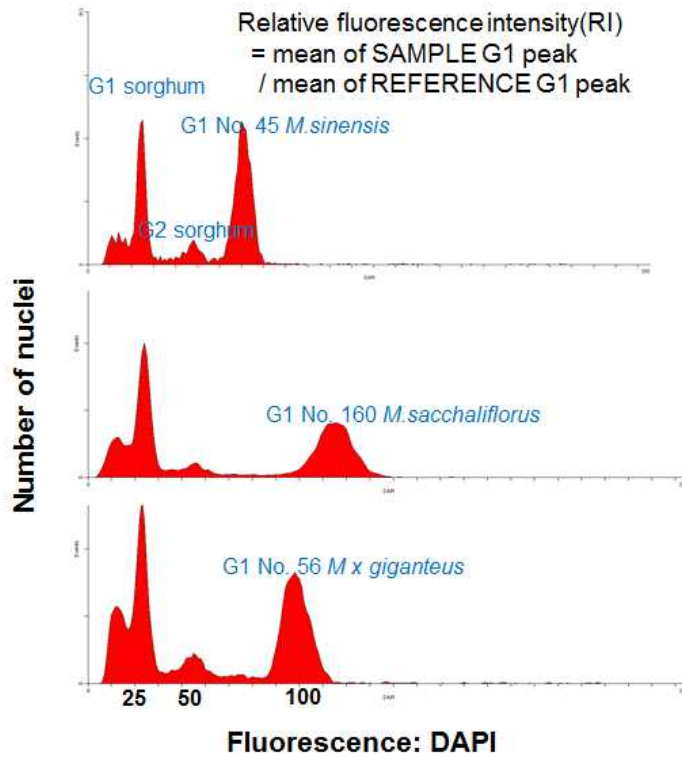 Relative fluorescence intensity(RI)
= mean of SAMPLE G1 peak
/ mean of REFERENCE G1 peak
G1 sorghum
G1 No. 45 M.sinensis
G2 sorghum
G1 No. 160 M.sacchaliflorus
G1 No. 56 M x giganteus
Number of nuclei
25 50 100
Fluorescence: DAPI